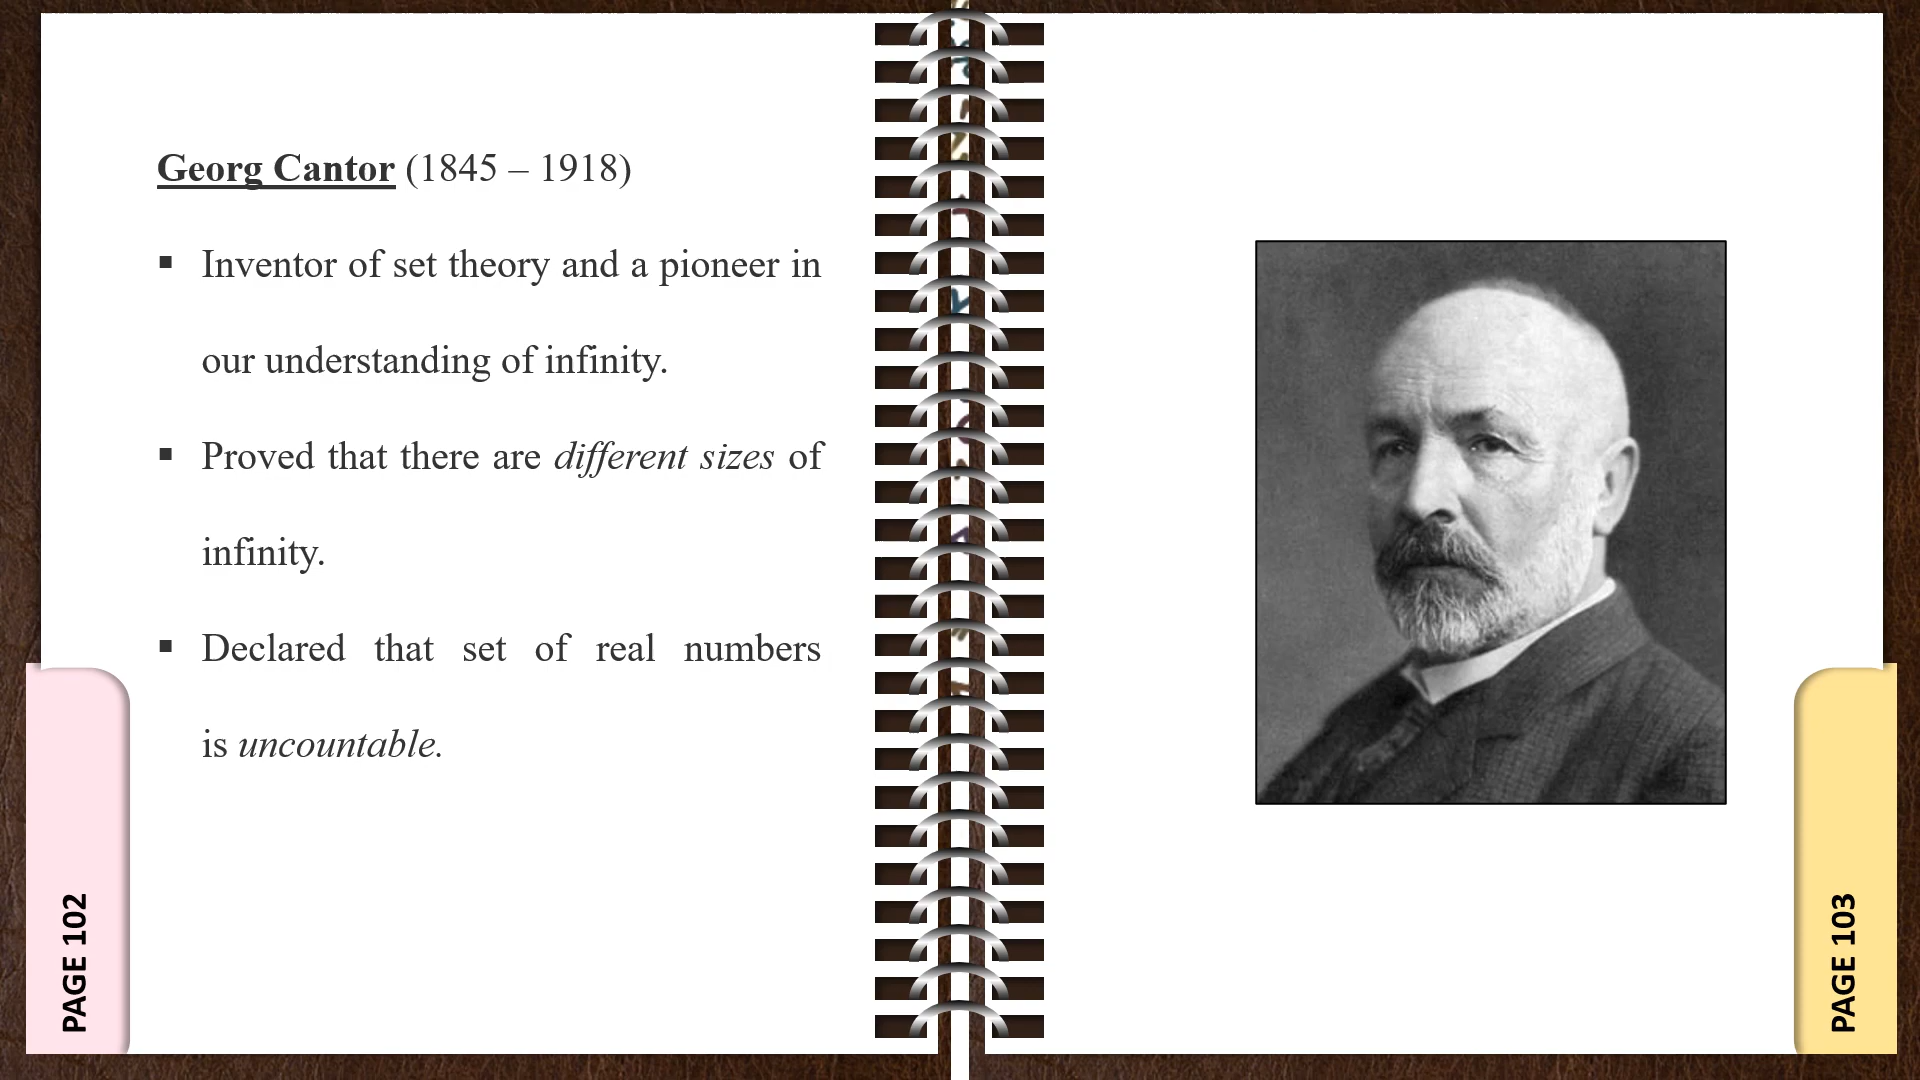 Georg Cantor (1845 – 1918)
▪ Inventor of set theory and a pioneer in
our understanding of infinity.
▪ Proved that there are different sizes of
infinity.
▪ Declared that set of real numbers
is uncountable.
PAGE 102
PAGE 103